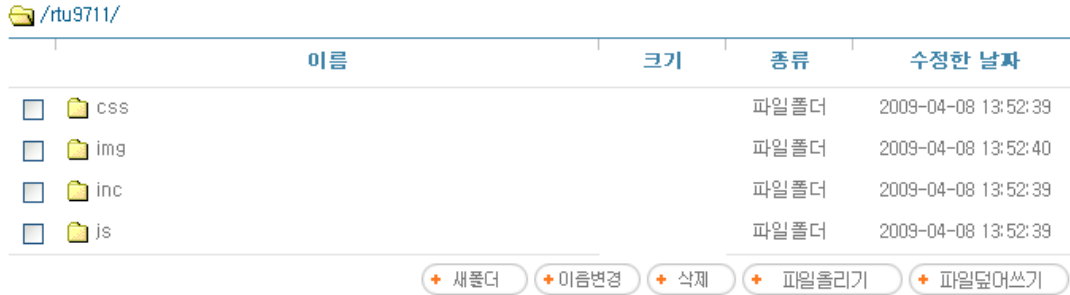 /rtu9711/
이름 크기 종류 수정한 날짜
css 파일폴더 2009-04-08 13:52:39
img 파일폴더 2009-04-08 13:52:40
inc 파일폴더 2009-04-08 13:52:39
js 파일폴더 2009-04-08 13:52:39
새폴더 이름변경 삭제 파일올리기 파일덮어쓰기